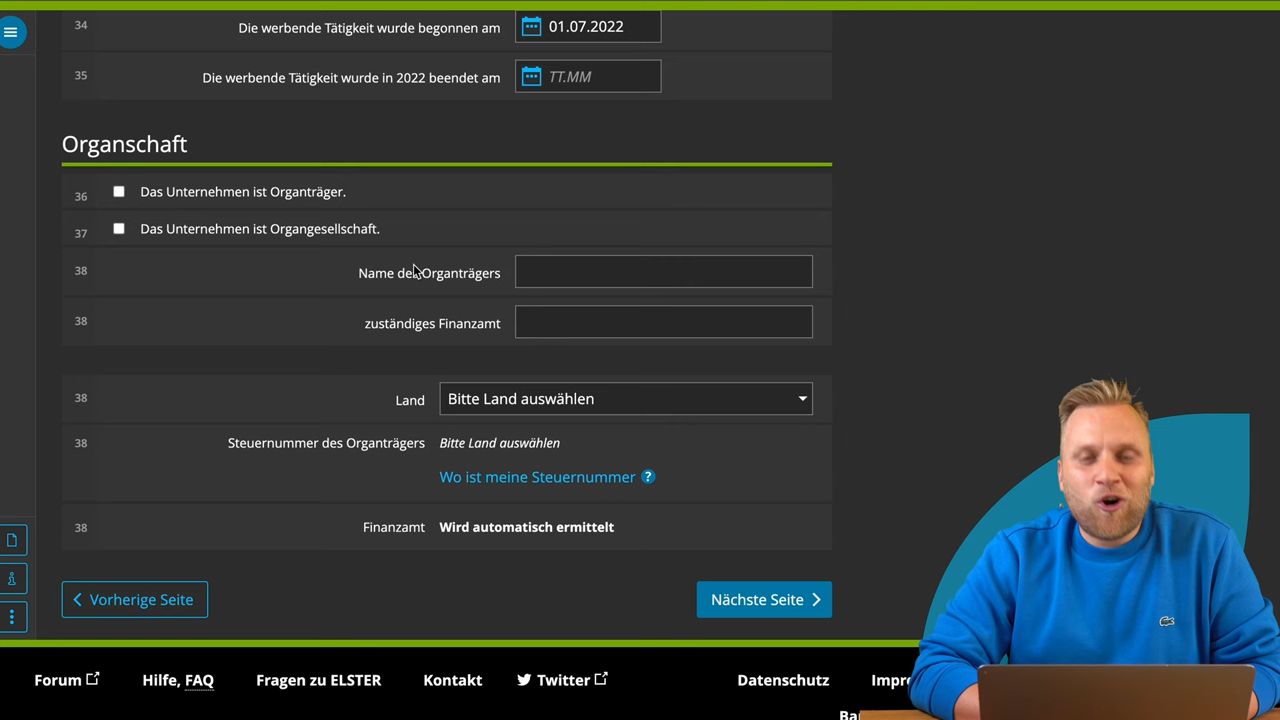 34 Die werbende Tätigkeit wurde begonnen am 01.07.2022
35 Die werbende Tätigkeit wurde in 2022 beendet am TT.MM
Organschaft
36 Das Unternehmen ist Organträger.
37 Das Unternehmen ist Organgesellschaft.
38 Name des Organträgers
38 zuständiges Finanzamt
38 Land Bitte Land auswählen
38 Steuernummer des Organträgers Bitte Land auswählen
Wo ist meine Steuernummer ?
38 Finanzamt Wird automatisch ermittelt
Vorherige Seite Nächste Seite
Forum Hilfe, FAQ Fragen zu ELSTER Kontakt Twitter Datenschutz Impre
Ba